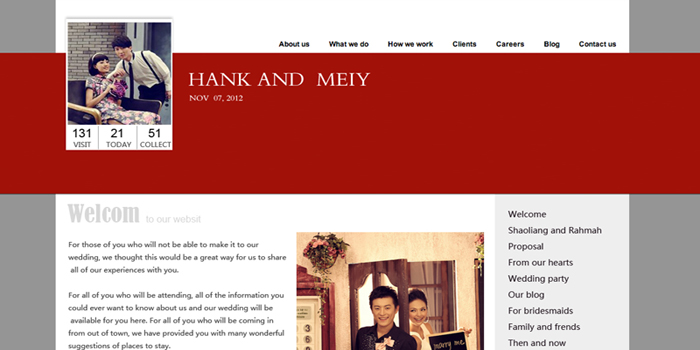 About us What we do How we work Clients Careers Blog Contact us
HANK AND MEIY
NOV 07, 2012
131 21 51
VISIT TODAY COLLECT
Welcom to our websit
For those of you who will not be able to make it to our
wedding, we thought this would be a great way for us to share
all of our experiences with you.
For all of you who will be attending, all of the information you
could ever want to know about us and our wedding will be
available for you here. For all of you who will be coming in
from out of town, we have provided you with many wonderful
suggestions of places to stay.
marry me
Welcome
Shaoliang and Rahmah
Proposal
From our hearts
Wedding party
Our blog
For bridesmaids
Family and frends
Then and now